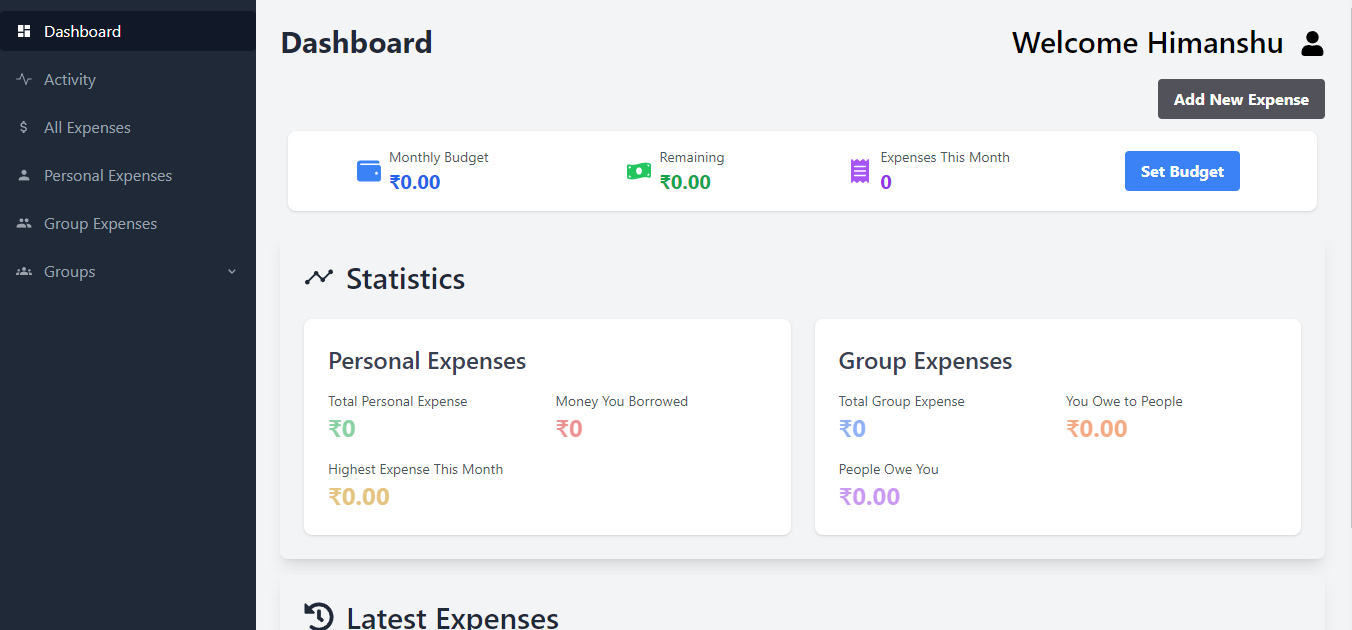 Dashboard
Activity
$ All Expenses
Personal Expenses
Group Expenses
Groups
Dashboard
Welcome Himanshu
Add New Expense
Monthly Budget
₹0.00
Remaining
₹0.00
Expenses This Month
0
Set Budget
Statistics
Personal Expenses
Total Personal Expense
₹0
Money You Borrowed
₹0
Highest Expense This Month
₹0.00
Group Expenses
Total Group Expense
₹0
You Owe to People
₹0.00
People Owe You
₹0.00
Latest Expenses